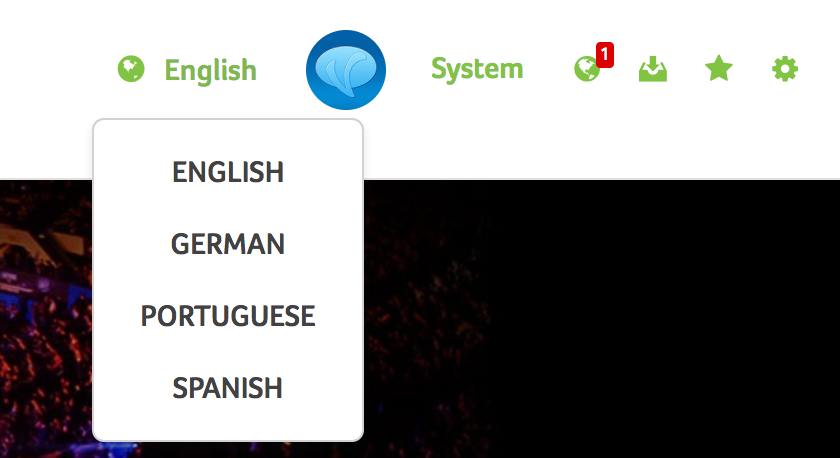 English
System
1
ENGLISH
GERMAN
PORTUGUESE
SPANISH